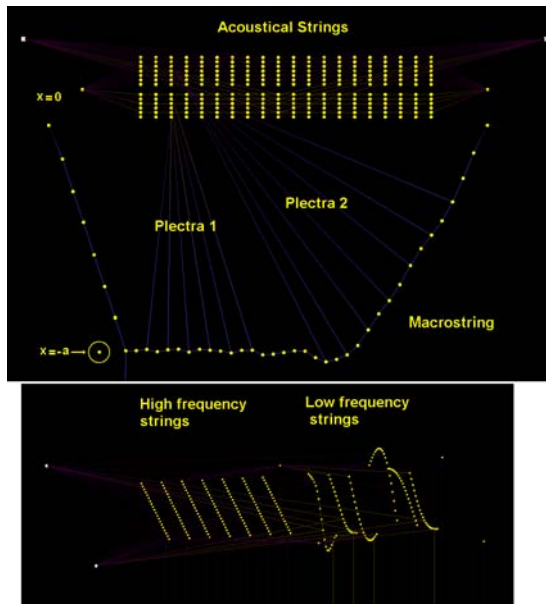 Acoustical Strings
x=0
Plectra 1
Plectra 2
Macrostring
x=-a
High frequency
strings
Low frequency
strings